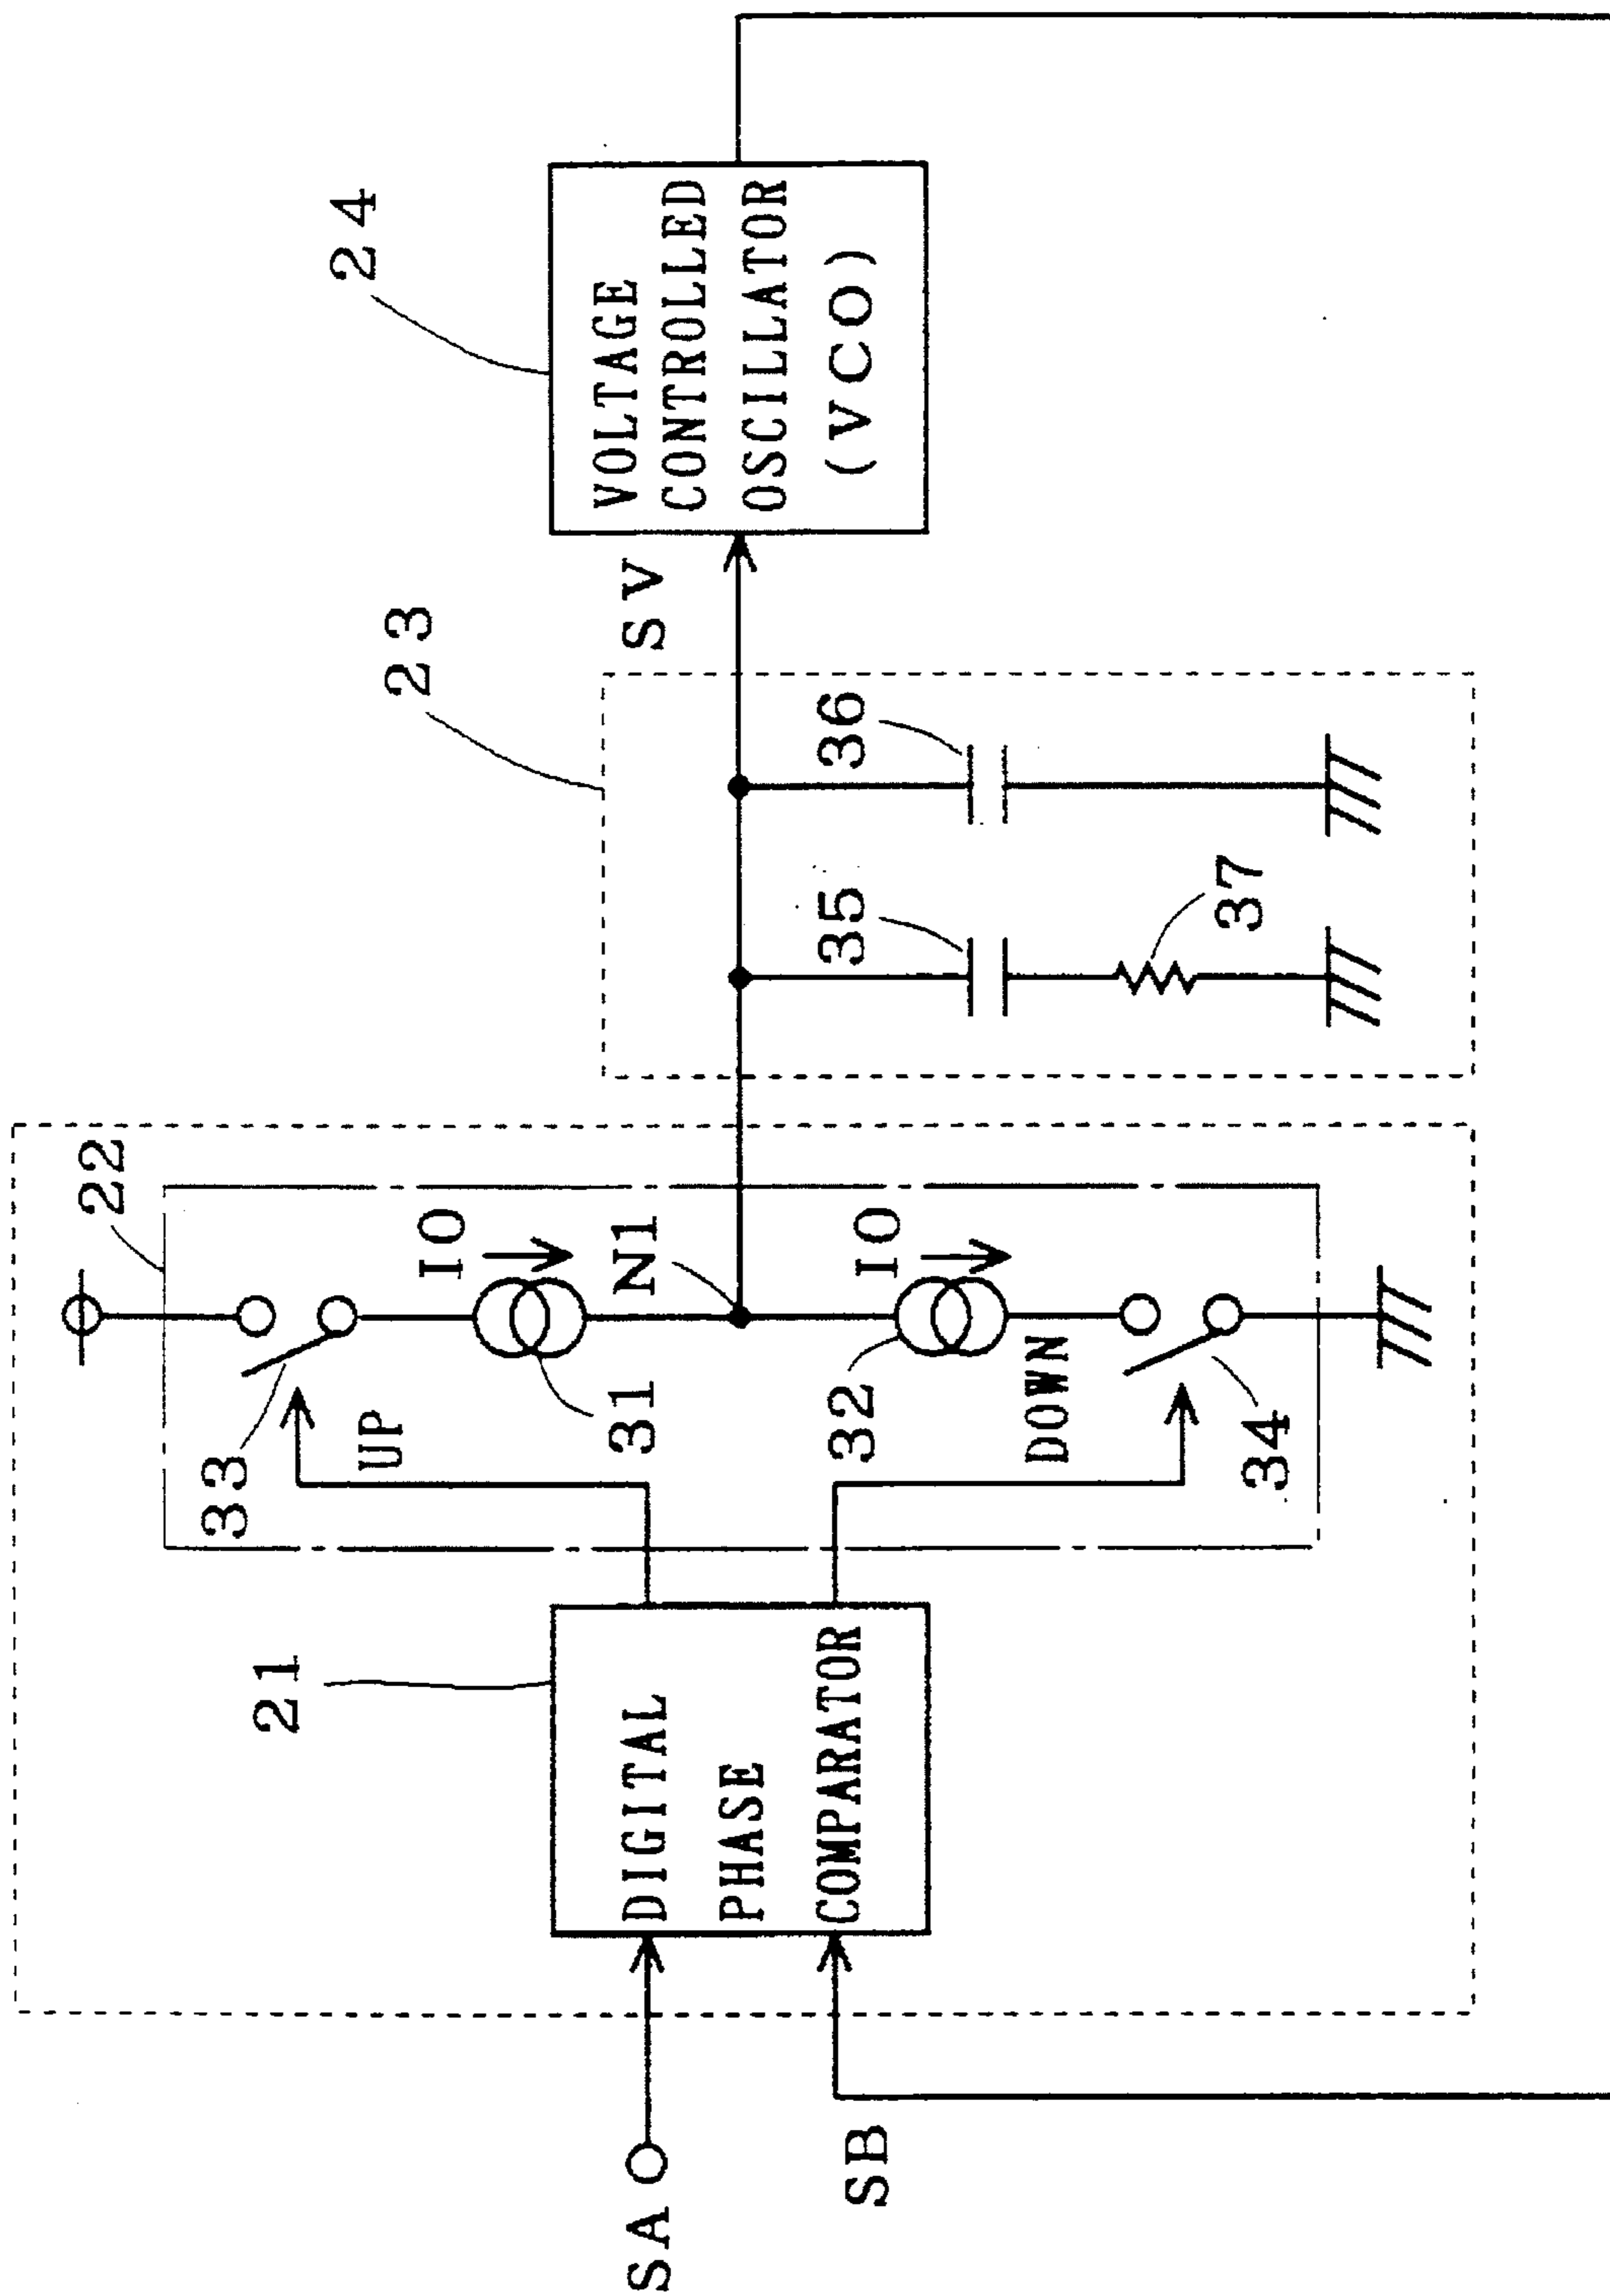 SA
SB
21
DIGITAL
PHASE
COMPARATOR
22
33
UP
31
IO
N1
32
IO
DOWN
34
23
35
36
37
SV
24
VOLTAGE
CONTROLLED
OSCILLATOR
(VCO)